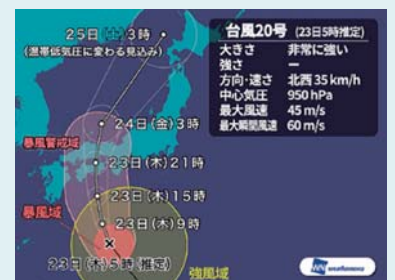 25日(土)3時
(温帯低気圧に変わる見込み)
台風20号 (23日5時推定)
大きさ 非常に強い
強さ ー
方向·速さ 北西 35 km/h
中心気圧 950 hPa
最大風速 45 m/s
最大瞬間風速 60 m/s
24日(金)3時
暴風警戒域
23日(木)21時
23日(木)15時
暴風域
23日(木)9時
23日(木)5時(推定)
強風域
weathernews